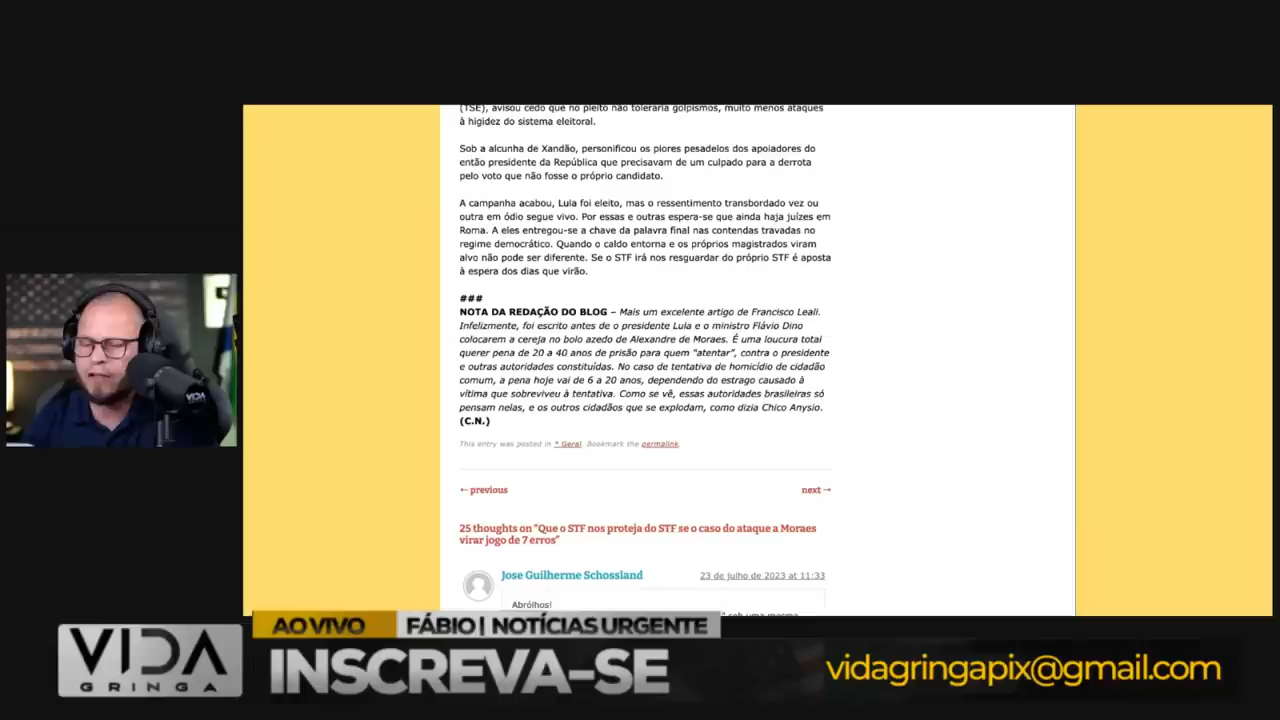 (TSE), avisou cedo que no pleito não toleraria golpismos, muito menos ataques
à higidez do sistema eleitoral.
Sob a alcunha de Xandão, personificou os piores pesadelos dos apoiadores do
então presidente da República que precisavam de um culpado para a derrota
pelo voto que não fosse o próprio candidato.
A campanha acabou, Lula foi eleito, mas o ressentimento transbordado vez ou
outra em ódio segue vivo. Por essas e outras espera-se que ainda haja juízes em
Roma. A eles entregou-se a chave da palavra final nas contendas travadas no
regime democrático. Quando o caldo entorna e os próprios magistrados viram
alvo não pode ser diferente. Se o STF irá nos resguardar do próprio STF é aposta
à espera dos dias que virão.
###
NOTA DA REDAÇÃO DO BLOG – Mais um excelente artigo de Francisco Leali.
Infelizmente, foi escrito antes de o presidente Lula e o ministro Flávio Dino
colocarem a cereja no bolo azedo de Alexandre de Moraes. É uma loucura total
querer pena de 20 a 40 anos de prisão para quem "atentar", contra o presidente
e outras autoridades constituídas. No caso de tentativa de homicídio de cidadão
comum, a pena hoje vai de 6 a 20 anos, dependendo do estrago causado à
vítima que sobreviveu à tentativa. Como se vê, essas autoridades brasileiras só
pensam nelas, e os outros cidadãos que se explodam, como dizia Chico Anysio.
(C.N.)
This entry was posted in * Geral. Bookmark the permalink.
← previous next →
25 thoughts on "Que o STF nos proteja do STF se o caso do ataque a Moraes
virar jogo de 7 erros"
Jose Guilherme Schossland 23 de julho de 2023 at 11:33
Abrólhos!
" sob uma mesma
VIDA
AO VIVO FÁBIO | NOTÍCIAS URGENTE
VIDA
GRINGA
INSCREVA-SE
vidagringapix@gmail.com